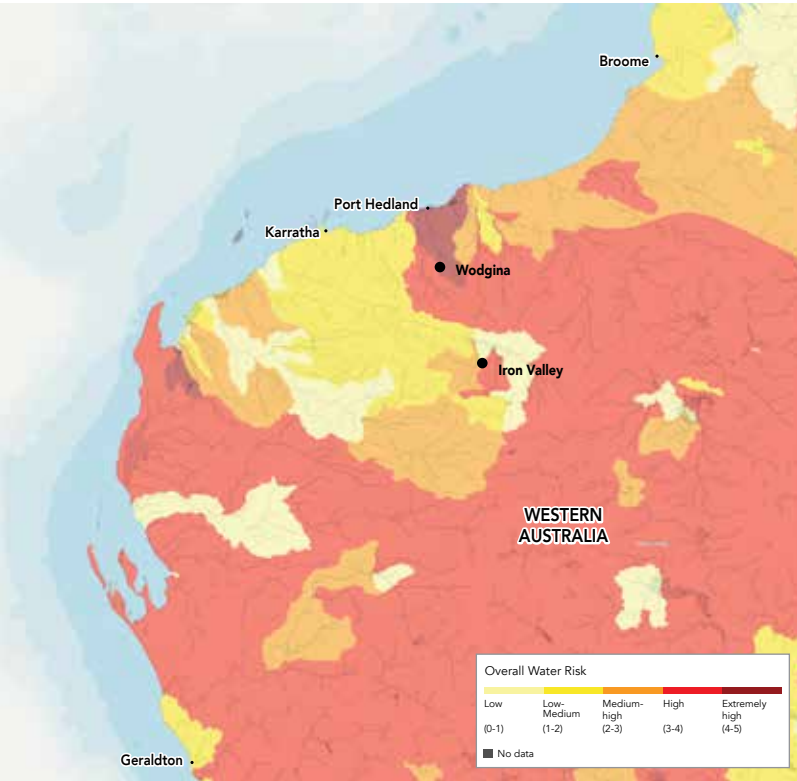 Broome
Port Hedland
Karratha
Wodgina
Iron Valley
WESTERN
AUSTRALIA
Overall Water Risk
Low
(0-1)
Low-
Medium
(1-2)
Medium-
high
(2-3)
High
(3-4)
Extremely
high
(4-5)
No data
Geraldton